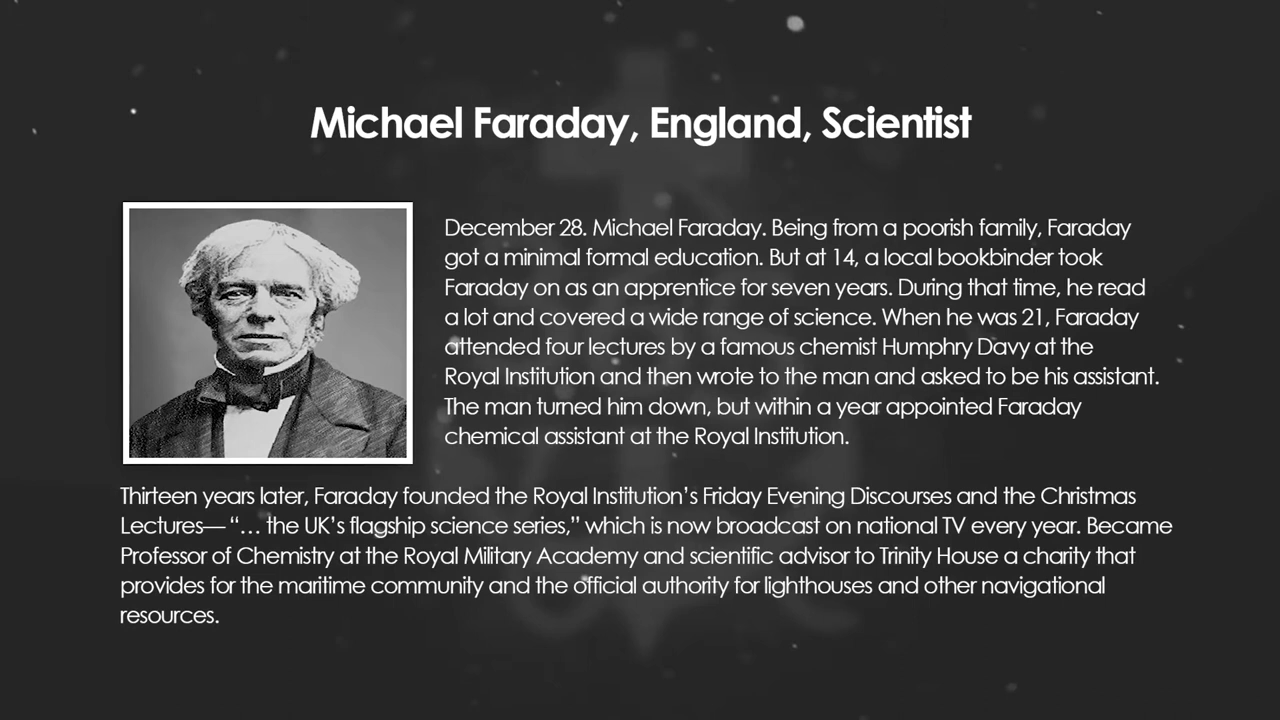 Michael Faraday, England, Scientist
December 28. Michael Faraday. Being from a poorish family, Faraday
got a minimal formal education. But at 14, a local bookbinder took
Faraday on as an apprentice for seven years. During that time, he read
a lot and covered a wide range of science. When he was 21, Faraday
attended four lectures by a famous chemist Humphry Davy at the
Royal Institution and then wrote to the man and asked to be his assistant.
The man turned him down, but within a year appointed Faraday
chemical assistant at the Royal Institution.
Thirteen years later, Faraday founded the Royal Institution’s Friday Evening Discourses and the Christmas
Lectures— “… the UK’s flagship science series,” which is now broadcast on national TV every year. Became
Professor of Chemistry at the Royal Military Academy and scientific advisor to Trinity House a charity that
provides for the maritime community and the official authority for lighthouses and other navigational
resources.